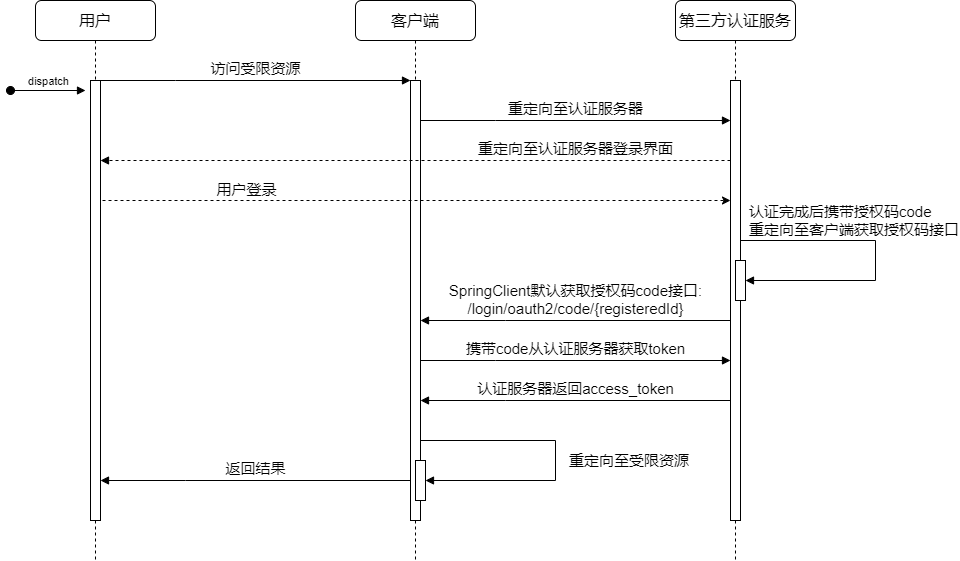 用户
客户端
第三方认证服务
访问受限资源
dispatch
重定向至认证服务器
重定向至认证服务器登录界面
用户登录
认证完成后携带授权码code
重定向至客户端获取授权码接口
SpringClient默认获取授权码code接口:
/login/oauth2/code/{registeredId}
携带code从认证服务器获取token
认证服务器返回access_token
重定向至受限资源
返回结果